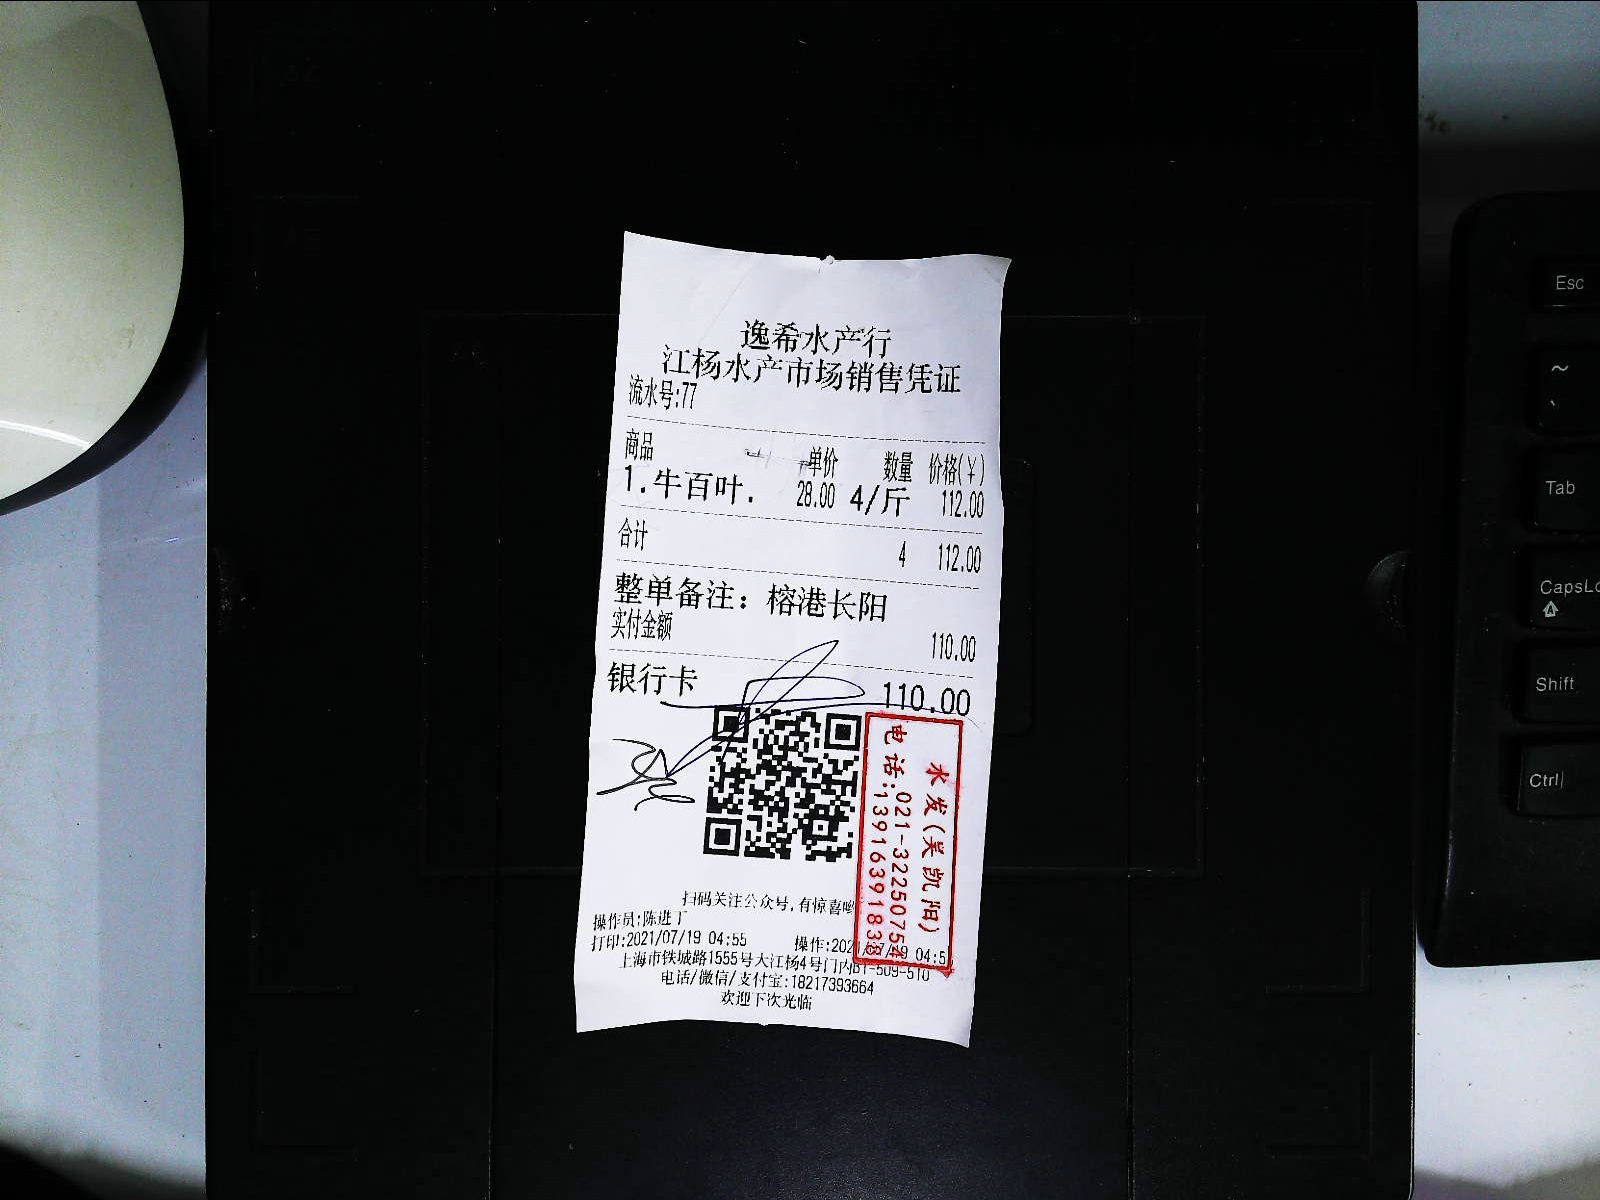 逸希水产行
江杨水产市场销售凭证
流水号:77
商品 单价 数量 价格(¥)
1.牛百叶. 28.00 4/斤 112.00
合计 4 112.00
整单备注：榕港长阳
实付金额 110.00
银行卡 110.00
水发(吴凯阳)
电话:021-32250754
13916391838
扫码关注公众号,有惊喜哟
操作员:陈进丁
打印:2021/07/19 04:55 操作:2021/07/19 04:5
上海市铁城路1555号大江杨4号门内B1-509-510
电话/微信/支付宝:18217393664
欢迎下次光临
Esc
~
、
Tab
CapsLo
Shift
Ctrl